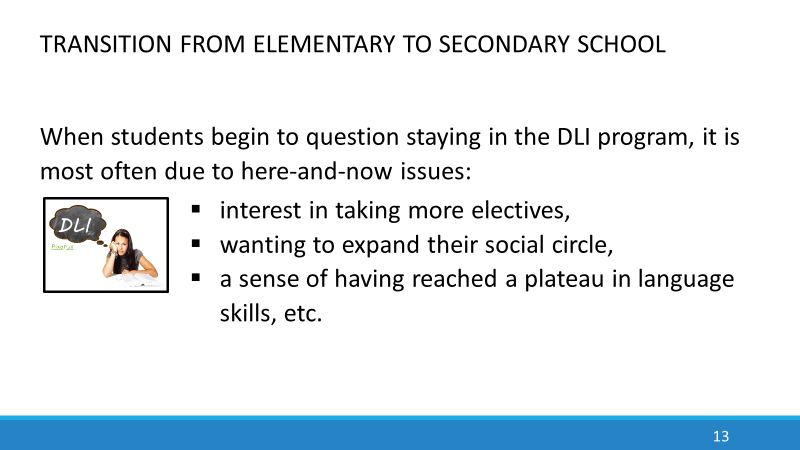 TRANSITION FROM ELEMENTARY TO SECONDARY SCHOOL
When students begin to question staying in the DLI program, it is
most often due to here-and-now issues:
DLI
Pixabay
▪ interest in taking more electives,
▪ wanting to expand their social circle,
▪ a sense of having reached a plateau in language
skills, etc.
13